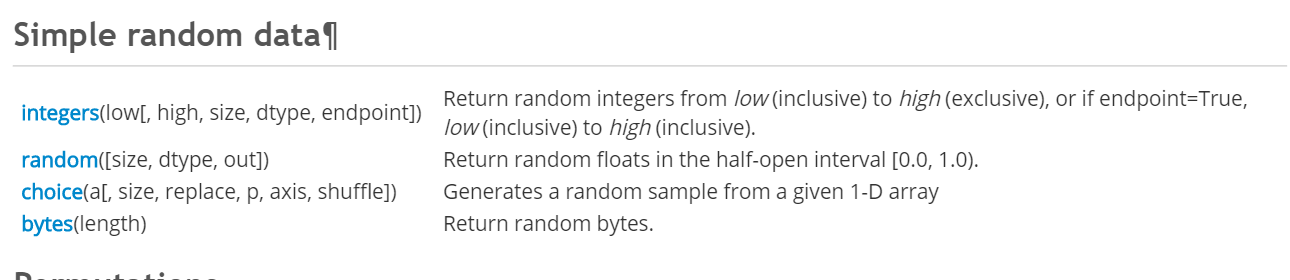 Simple random data¶
integers(low[, high, size, dtype, endpoint])
Return random integers from low (inclusive) to high (exclusive), or if endpoint=True,
low (inclusive) to high (inclusive).
random([size, dtype, out])
Return random floats in the half-open interval [0.0, 1.0).
choice(a[, size, replace, p, axis, shuffle])
Generates a random sample from a given 1-D array
bytes(length)
Return random bytes.
Permutations